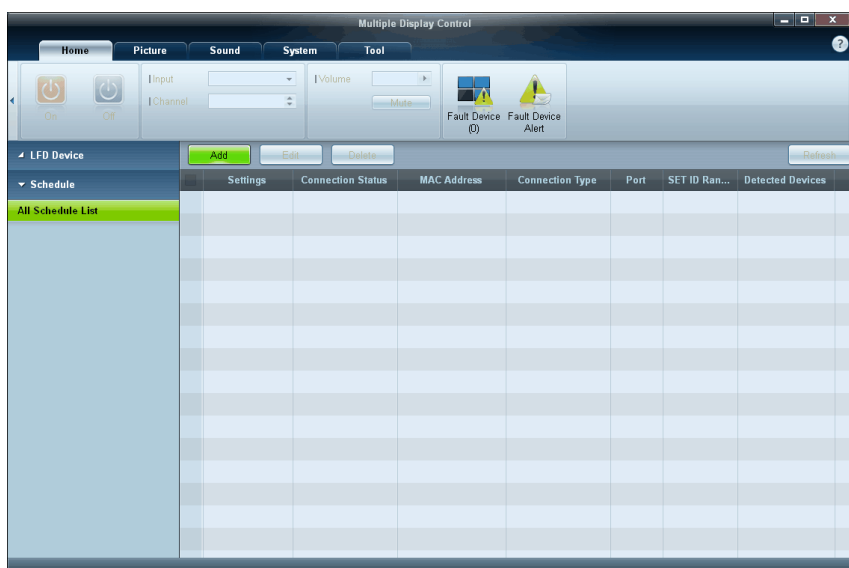 Multiple Display Control
Home Picture Sound System Tool
?
On Off
Input
Channel
Volume
Mute
Fault Device
(0)
Fault Device
Alert
LFD Device
Schedule
All Schedule List
Add Edit Delete Refresh
Settings Connection Status MAC Address Connection Type Port SET ID Ran... Detected Devices